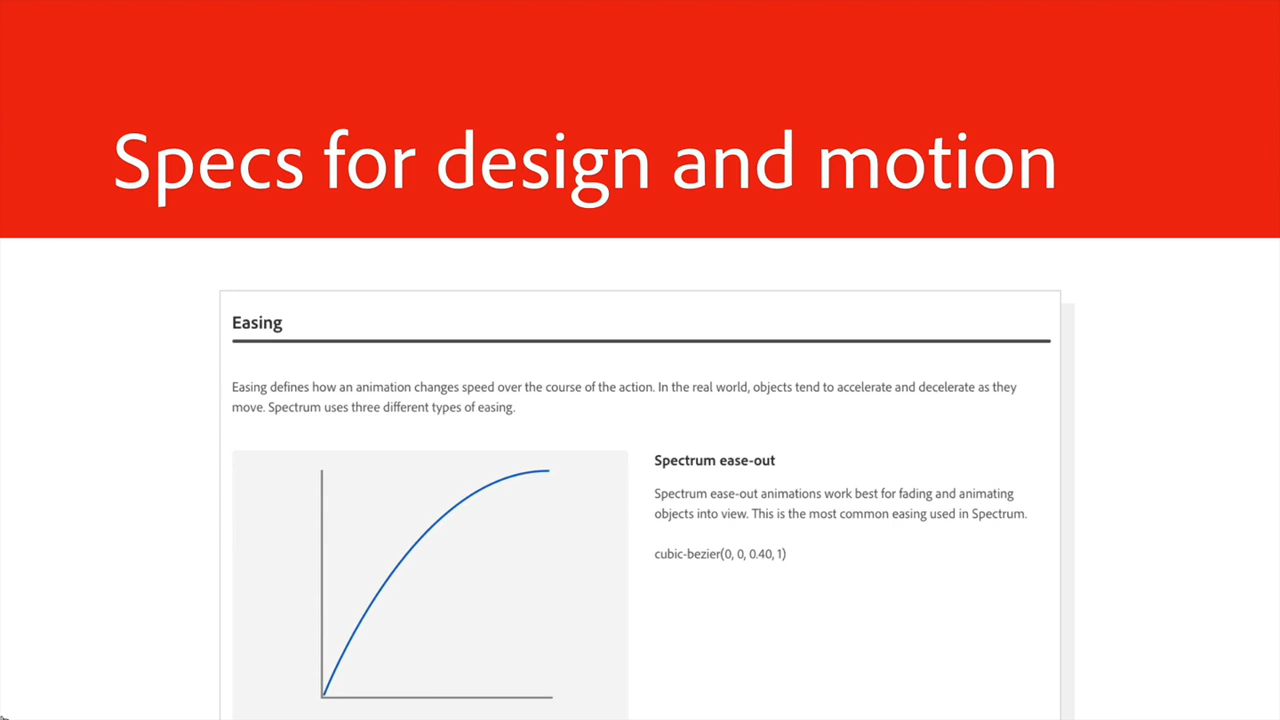 Specs for design and motion
Easing
Easing defines how an animation changes speed over the course of the action. In the real world, objects tend to accelerate and decelerate as they
move. Spectrum uses three different types of easing.
Spectrum ease-out
Spectrum ease-out animations work best for fading and animating
objects into view. This is the most common easing used in Spectrum.
cubic-bezier(0, 0, 0.40, 1)